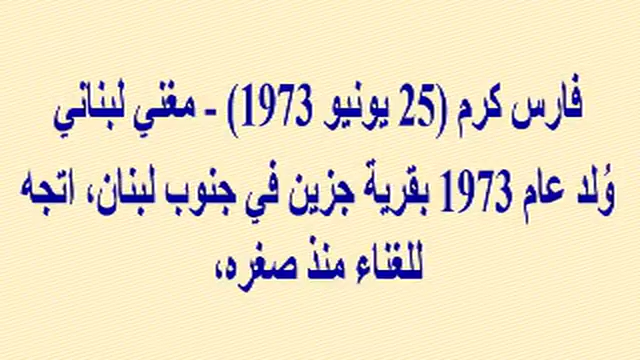 فارس كرم (25 يونيو 1973) - مغني لبناني
وُلد عام 1973 بقرية جزين في جنوب لبنان، اتجه
للغناء منذ صغره،